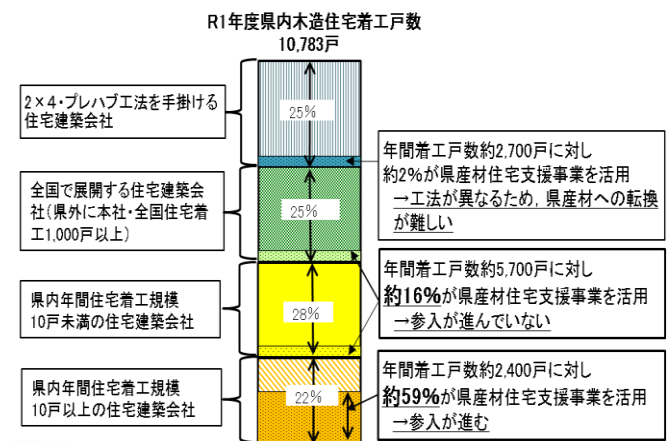 R1年度県内木造住宅着工戸数
10,783戸
2×4・プレハブ工法を手掛ける
住宅建築会社
25%
年間着工戸数約2,700戸に対し
約2%が県産材住宅支援事業を活用
→工法が異なるため，県産材への転換
が難しい
全国で展開する住宅建築会
社(県外に本社・全国住宅着
工1,000戸以上)
25%
年間着工戸数約5,700戸に対し
約16%が県産材住宅支援事業を活用
→参入が進んでいない
県内年間住宅着工規模
10戸未満の住宅建築会社
28%
年間着工戸数約2,400戸に対し
約59%が県産材住宅支援事業を活用
→参入が進む
県内年間住宅着工規模
10戸以上の住宅建築会社
22%